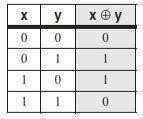 x y x ⊕ y
0 0 0
0 1 1
1 0 1
1 1 0